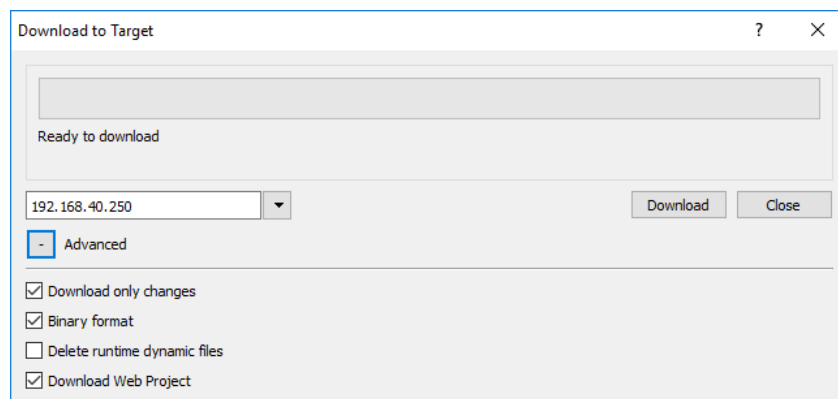 Download to Target ?
Ready to download
192.168.40.250 Download Close
- Advanced
Download only changes
Binary format
Delete runtime dynamic files
Download Web Project